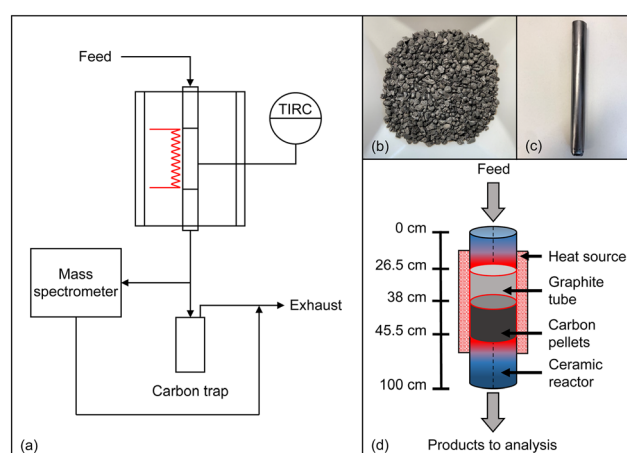 Feed
TIRC
Mass
spectrometer
Exhaust
Carbon trap
(a)
(b)
(c)
Feed
0 cm
26.5 cm
38 cm
45.5 cm
100 cm
Heat source
Graphite
tube
Carbon
pellets
Ceramic
reactor
(d)
Products to analysis